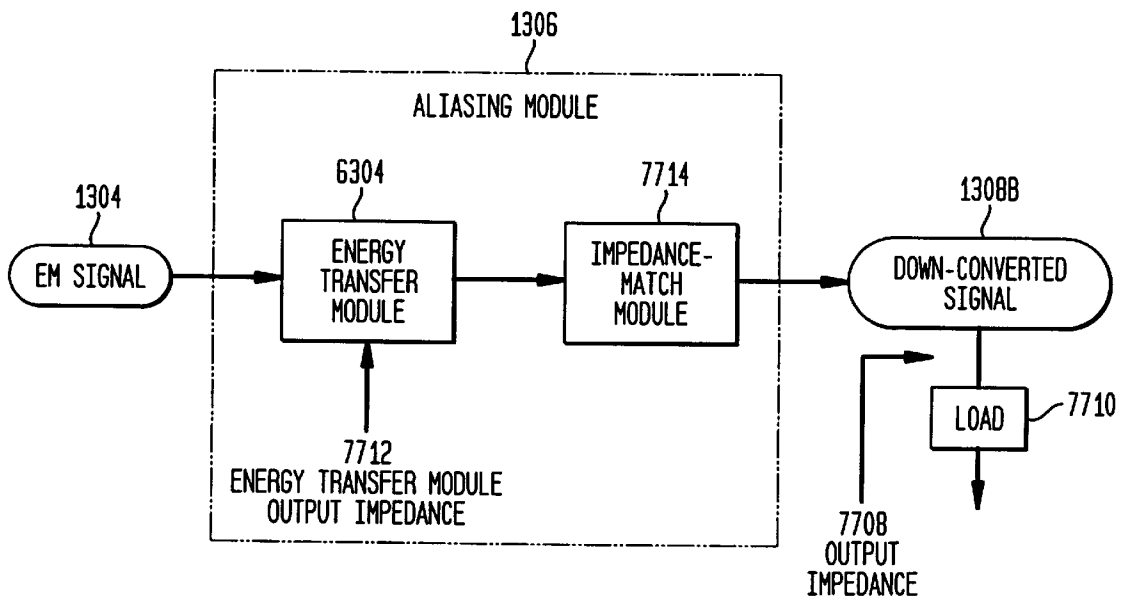 1306
ALIASING MODULE
1304
EM SIGNAL
6304
ENERGY
TRANSFER
MODULE
7714
IMPEDANCE-
MATCH
MODULE
1308B
DOWN-CONVERTED
SIGNAL
LOAD
7710
7712
ENERGY TRANSFER MODULE
OUTPUT IMPEDANCE
7708
OUTPUT
IMPEDANCE